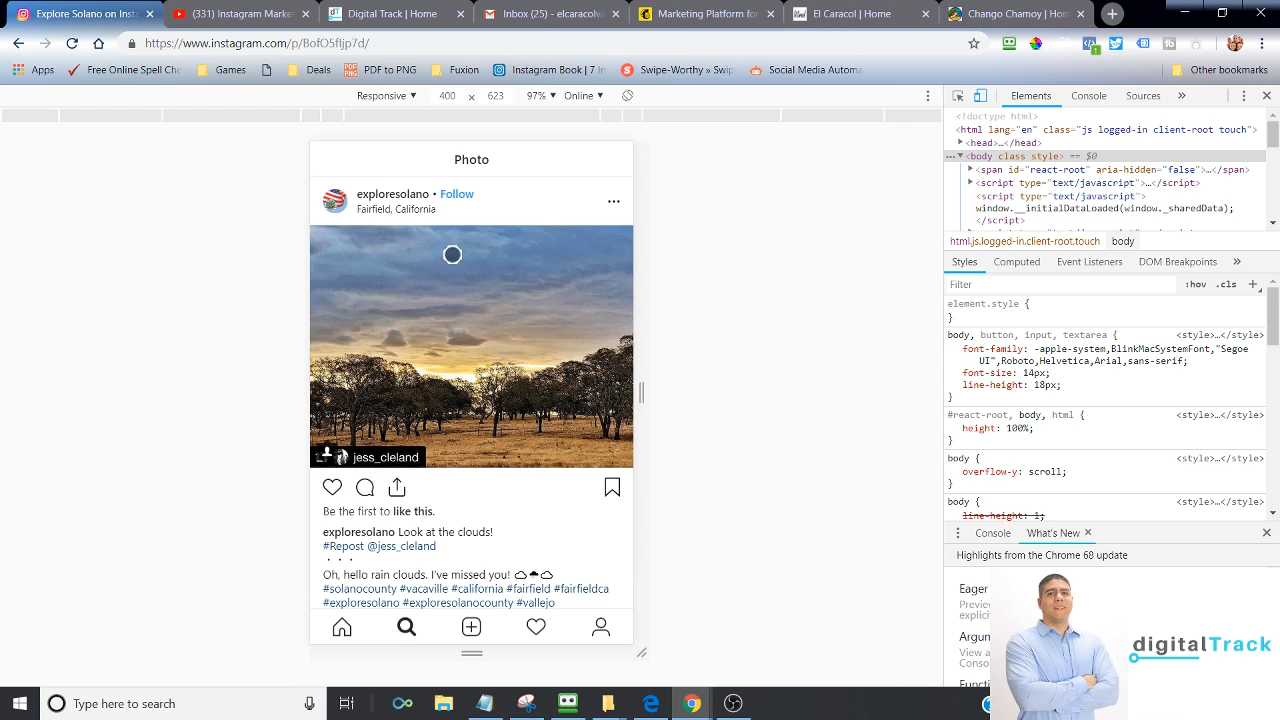 Explore Solano on Insta
(331) Instagram Marke
Digital Track | Home
Inbox (25) - elcaracolva
Marketing Platform for
El Caracol | Home
Chango Chamoy | Hom
https://www.instagram.com/p/BofO5fIjp7d/
Apps
Free Online Spell Che
Games
Deals
PDF to PNG
Fuxion
Instagram Book | 7 In
Swipe-Worthy » Swip
Social Media Automa
Other bookmarks
Responsive ▼ 400 × 623 97% ▼ Online ▼
Elements Console Sources »
Photo
exploresolano • Follow
Fairfield, California
jess_cleland
Be the first to like this.
exploresolano Look at the clouds!
#Repost @jess_cleland
・・・
Oh, hello rain clouds. I've missed you! ☁🌧☁
#solanocounty #vacaville #california #fairfield #fairfieldca
#exploresolano #exploresolanocounty #vallejo
<!doctype html>
<html lang="en" class="js logged-in client-root touch">
▶<head>…</head>
…▼<body class style> == $0
▶<span id="react-root" aria-hidden="false">…</span>
▶<script type="text/javascript">…</script>
<script type="text/javascript">
window.__initialDataLoaded(window._sharedData);
</script>
html.js.logged-in.client-root.touch body
Styles Computed Event Listeners DOM Breakpoints »
Filter :hov .cls +
element.style {
}
body, button, input, textarea { <style>…</style>
font-family: -apple-system,BlinkMacSystemFont,"Segoe
UI",Roboto,Helvetica,Arial,sans-serif;
font-size: 14px;
line-height: 18px;
}
#react-root, body, html { <style>…</style>
height: 100%;
}
body { <style>…</style>
overflow-y: scroll;
}
body { <style>…</style>
line-height: 1;
Console What's New ×
Highlights from the Chrome 68 update
Eager
Previe
explici
Argum
View a
Conso
Functi
digitalTrack
Type here to search